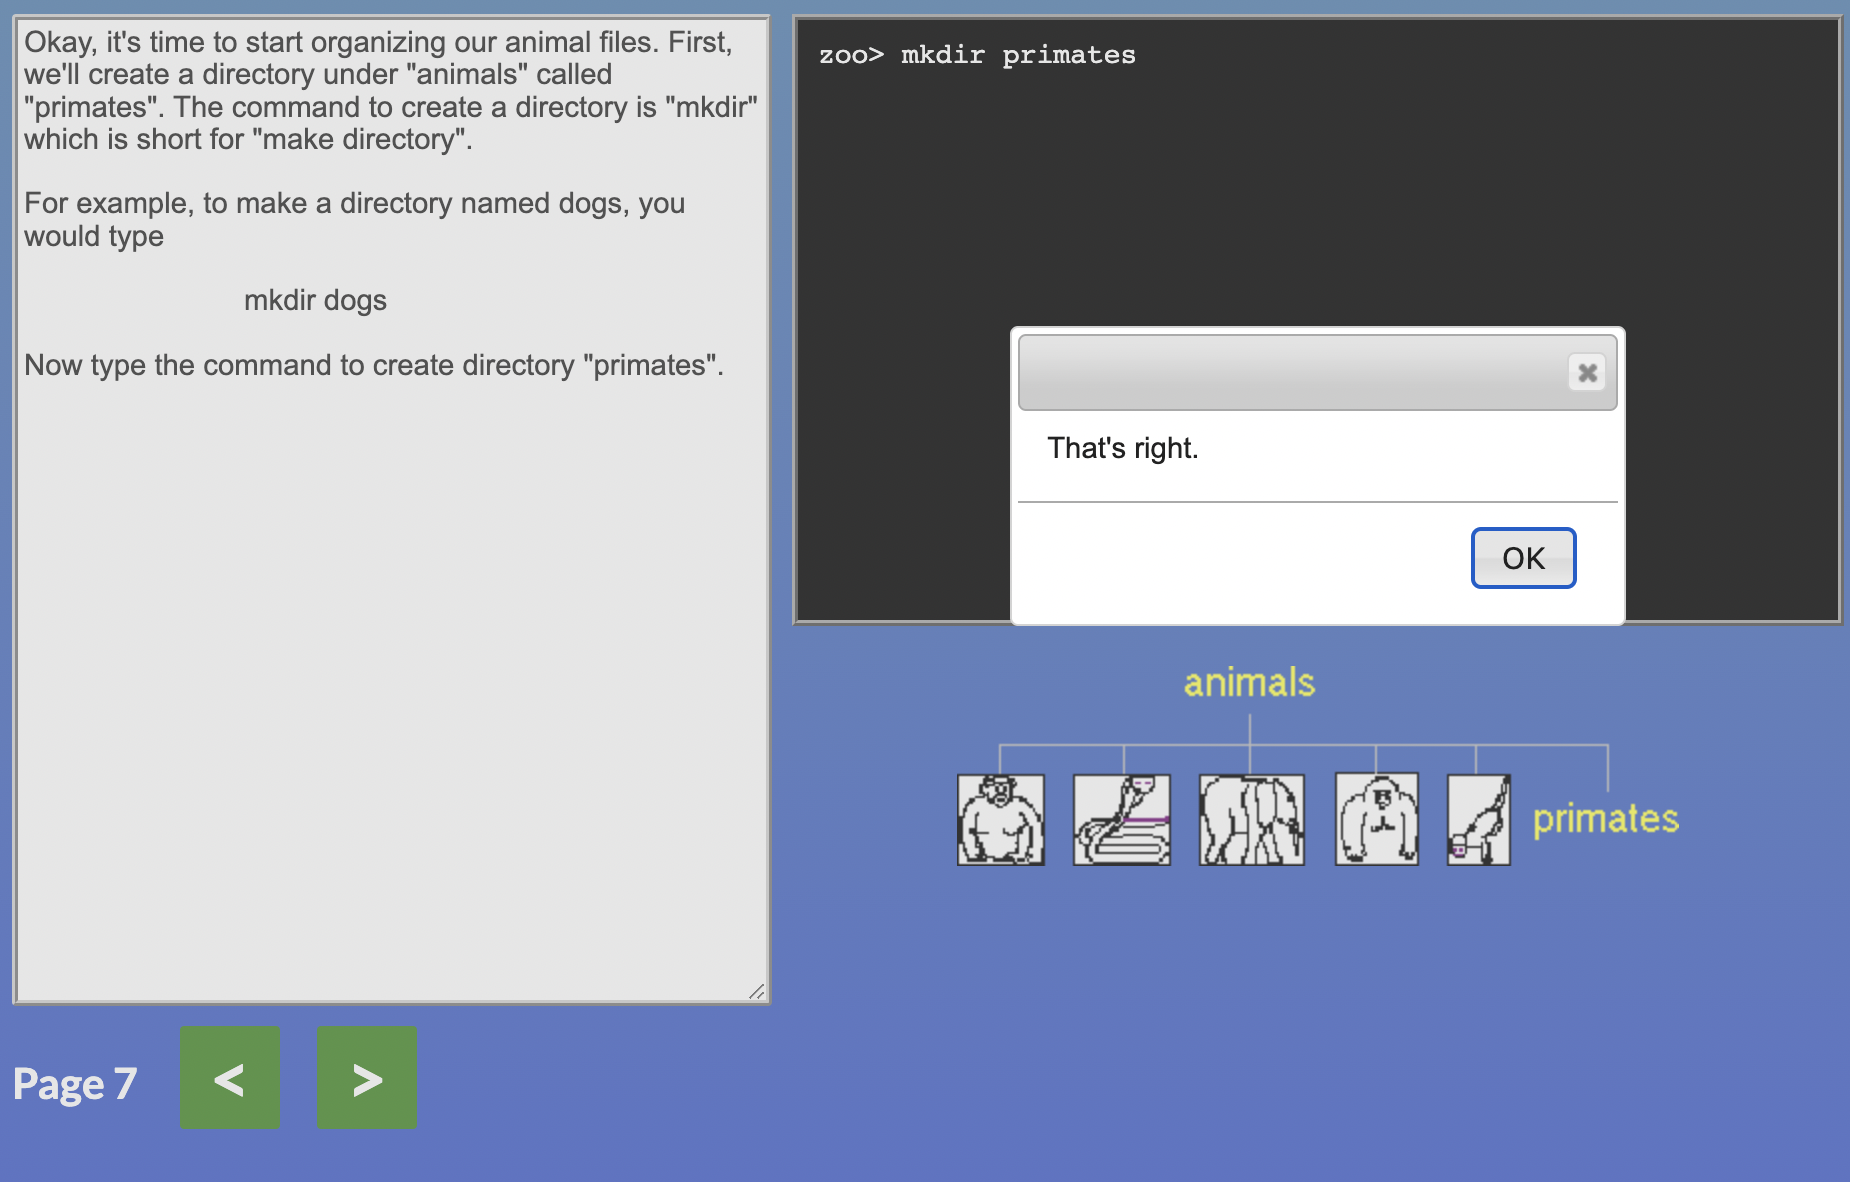 Okay, it's time to start organizing our animal files. First,
we'll create a directory under "animals" called
"primates". The command to create a directory is "mkdir"
which is short for "make directory".
For example, to make a directory named dogs, you
would type
mkdir dogs
Now type the command to create directory "primates".
Page 7
<
>
zoo> mkdir primates
That's right.
OK
animals
primates